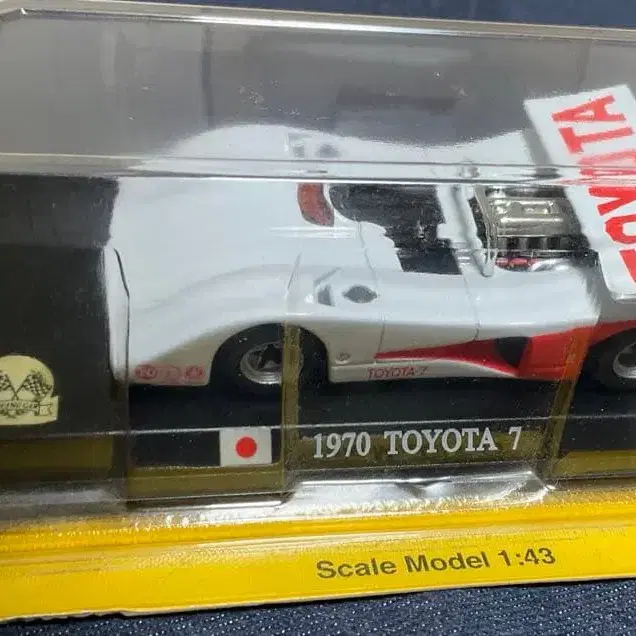 TOYOTA
TOYOTA-7
1970 TOYOTA 7
Scale Model 1:43